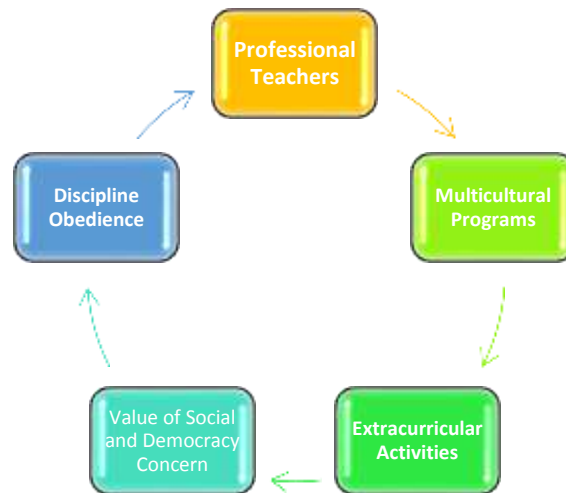 Professional
Teachers
Multicultural
Programs
Extracurricular
Activities
Value of Social
and Democracy
Concern
Discipline
Obedience